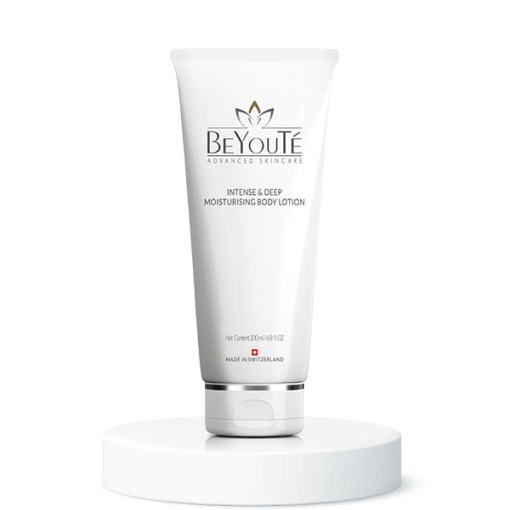 BEYOUTÉ
ADVANCED SKINCARE
INTENSE & DEEP
MOISTURISING BODY LOTION
Net. Content 200 ml / 6.8 fl.OZ
MADE IN SWITZERLAND